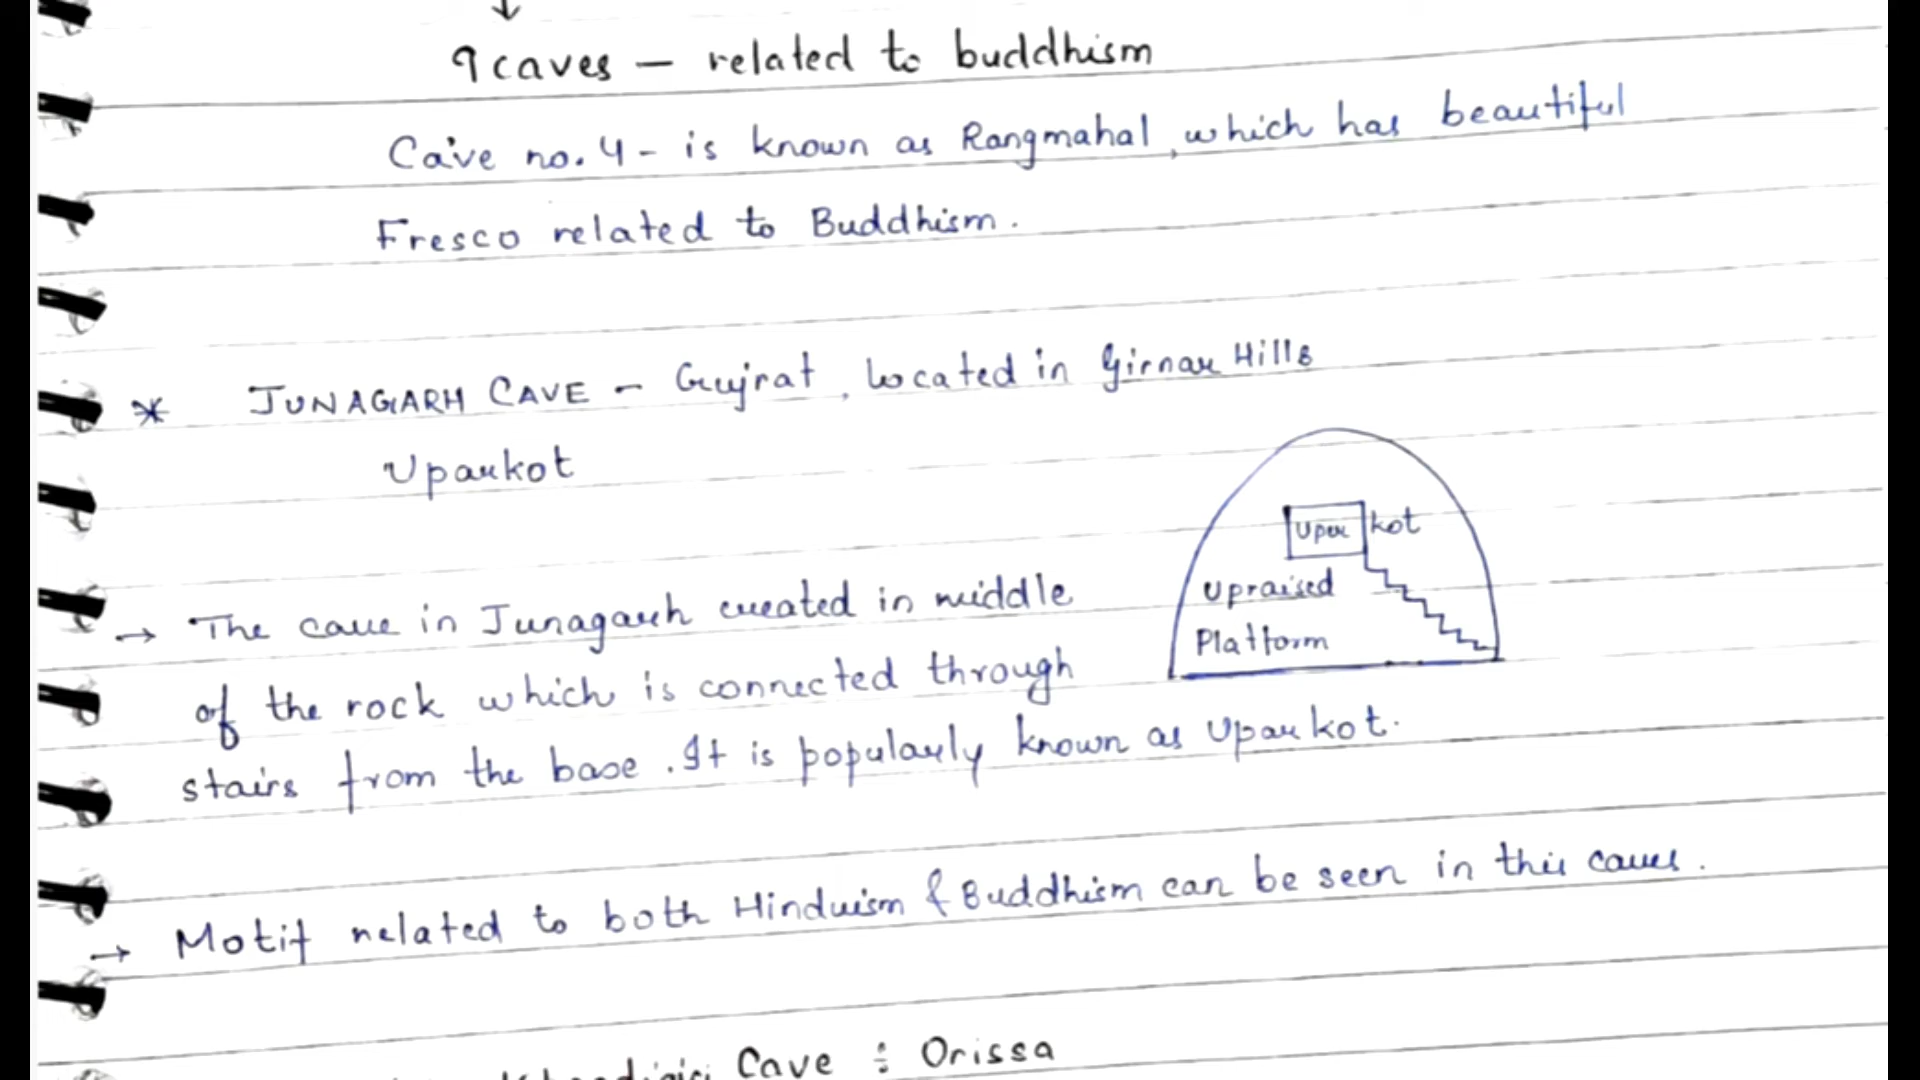 9 caves - related to buddhism
Cave no. 4 - is known as Rangmahal, which has beautiful
Fresco related to Buddhism.
* JUNAGARH CAVE - Gujrat, located in Girnar Hills
Uparkot
Upar kot
Upraised
Platform
→ The cave in Junagarh created in middle
of the rock which is connected through
stairs from the base. It is popularly known as Uparkot.
→ Motif related to both Hinduism & Buddhism can be seen in this caves.
Cave : Orissa